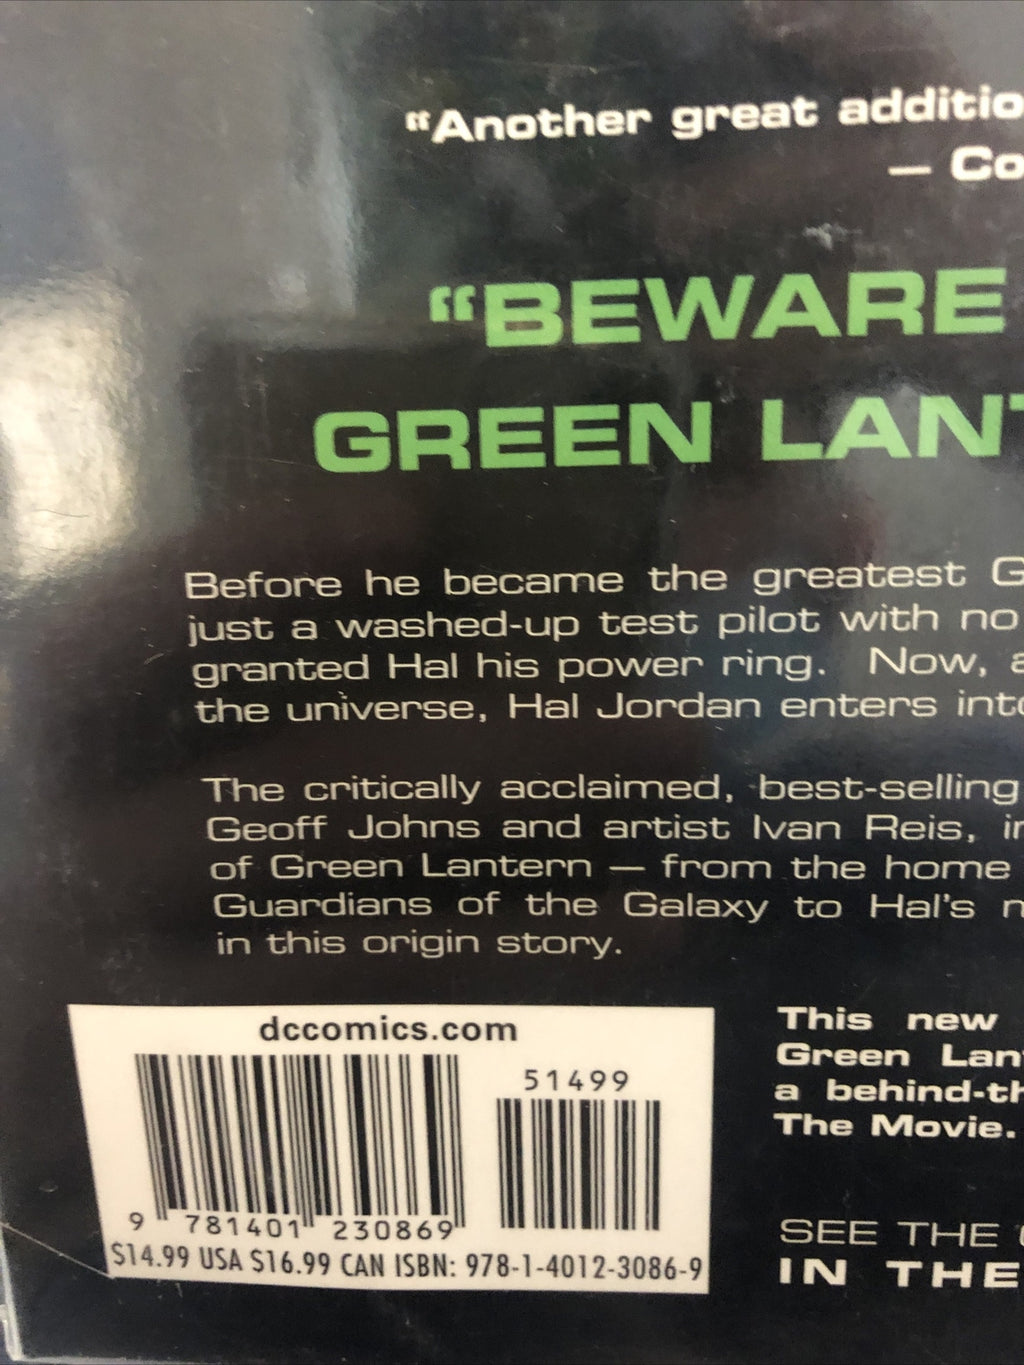 "Another great additio
— Co
"BEWARE
GREEN LANT
Before he became the greatest G
just a washed-up test pilot with no
granted Hal his power ring. Now, a
the universe, Hal Jordan enters into
The critically acclaimed, best-selling
Geoff Johns and artist Ivan Reis, in
of Green Lantern — from the home
Guardians of the Galaxy to Hal's n
in this origin story.
dccomics.com
51499
9 781401 230869
$14.99 USA $16.99 CAN ISBN: 978-1-4012-3086-9
This new
Green Lan
a behind-th
The Movie.
SEE THE
IN THE